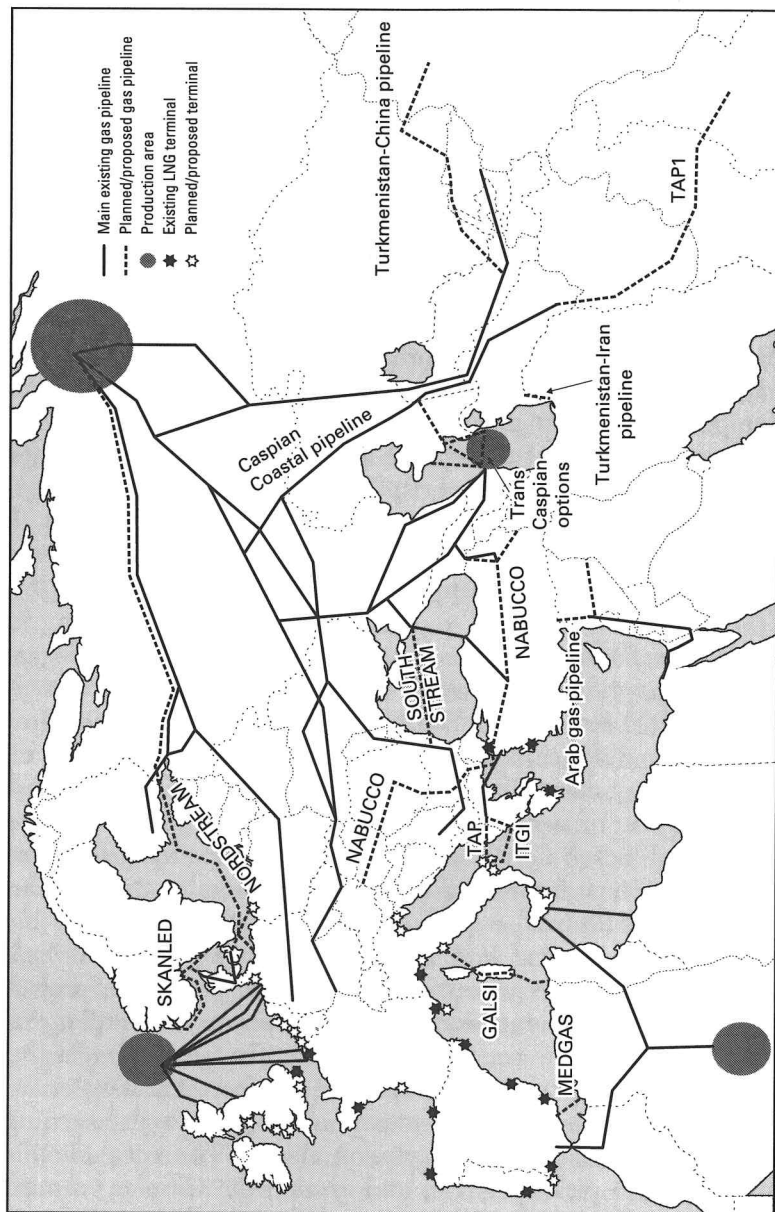 Main existing gas pipeline
Planned/proposed gas pipeline
Production area
Existing LNG terminal
Planned/proposed terminal
Turkmenistan-China pipeline
TAP1
Turkmenistan-Iran
pipeline
Caspian
Coastal pipeline
Trans
Caspian
options
NABUCCO
SOUTH
STREAM
Arab gas pipeline
NABUCCO
TAP
ITGI
NORDSTREAM
SKANLED
GALSI
MEDGAS